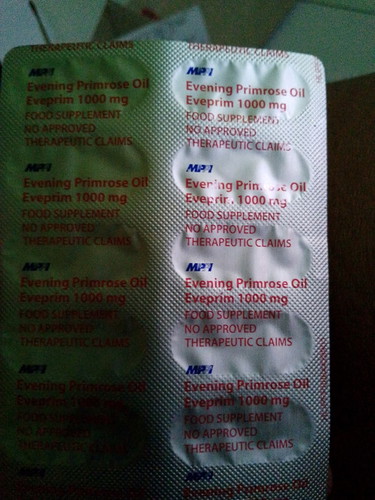 THERAPEUTIC CLAIMS
MPI
Evening Primrose Oil
Eveprim 1000 mg
FOOD SUPPLEMENT
NO APPROVED
THERAPEUTIC CLAIMS
MPI
Evening Primrose Oil
Eveprim 1000 mg
FOOD SUPPLEMENT
NO APPROVED
THERAPEUTIC CLAIMS
MPI
Evening Primrose Oil
Eveprim 1000 mg
FOOD SUPPLEMENT
NO APPROVED
THERAPEUTIC CLAIMS
MPI
Evening Primrose Oil
Eveprim 1000 mg
FOOD SUPPLEMENT
NO APPROVED
THERAPEUTIC CLAIMS
MPI
THERAPEUTIC CLAIMS
MPI
Evening Primrose Oil
Eveprim 1000 mg
FOOD SUPPLEMENT
NO APPROVED
THERAPEUTIC CLAIMS
MPI
Evening Primrose Oil
Eveprim 1000 mg
FOOD SUPPLEMENT
NO APPROVED
THERAPEUTIC CLAIMS
MPI
Evening Primrose Oil
Eveprim 1000 mg
FOOD SUPPLEMENT
NO APPROVED
THERAPEUTIC CLAIMS
MPI
Evening Primrose Oil
Eveprim 1000 mg
FOOD SUPPLEMENT
NO APPROVED
THERAPEUTIC CLAIMS
MPI
Evening Primrose Oil